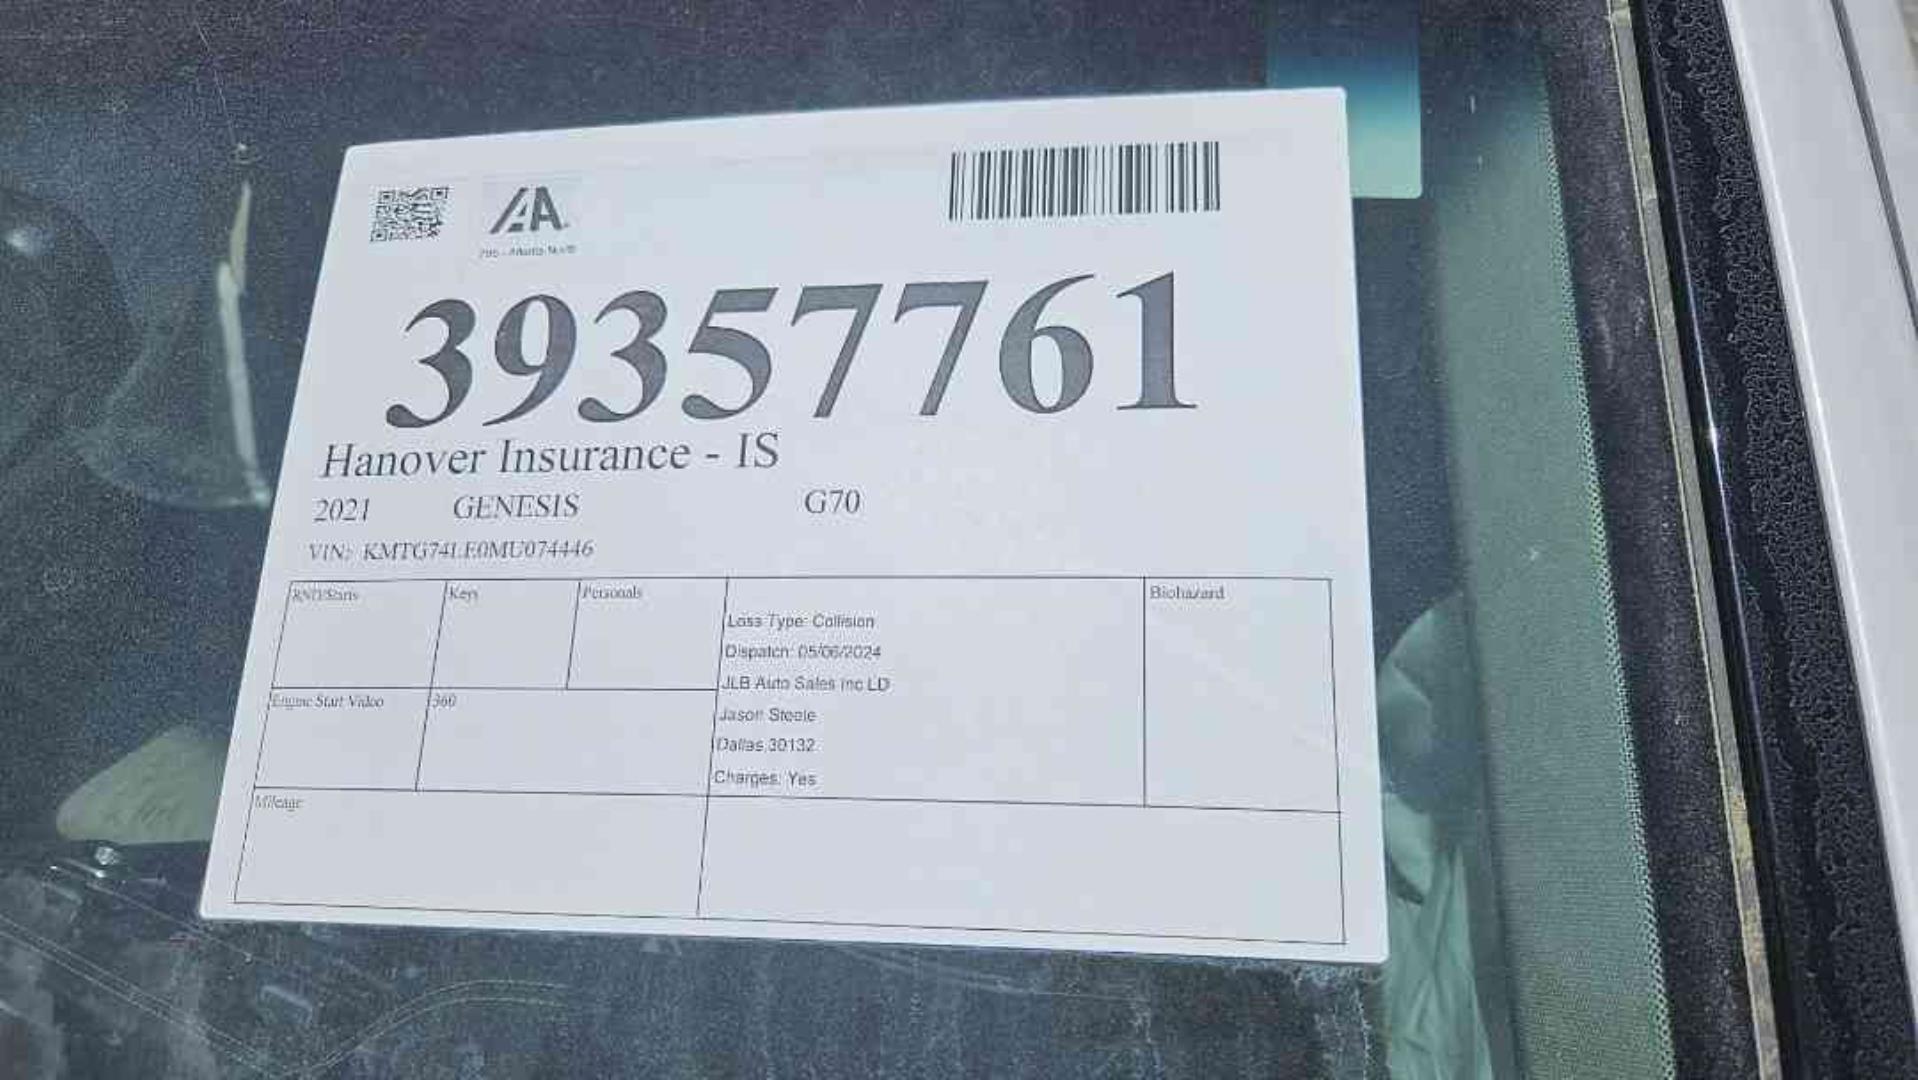 IAA
39357761
Hanover Insurance - IS
2021 GENESIS G70
VIN: KMTG74LE0MU074446
RND/Starts Keys Personals
Loss Type: Collision
Dispatch: 05/06/2024
JLB Auto Sales Inc LD
Jason Steele
Dallas 30132
Charges: Yes
Biohazard
Engine Start Video 360
Mileage